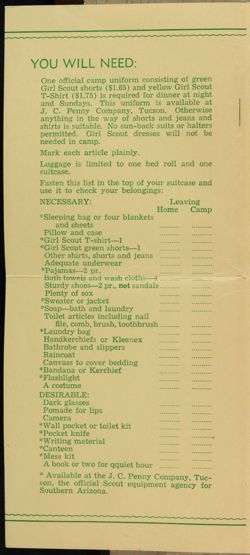 YOU WILL NEED:
One official camp uniform consisting of green
Girl Scout shorts ($1.65) and yellow Girl Scout
T-Shirt ($1.75) is required for dinner at night
and Sundays. This uniform is available at
J. C. Penny Company, Tucson. Otherwise
anything in the way of shorts and jeans and
shirts is suitable. No sun-back suits or halters
permitted. Girl Scout dresses will not be
needed in camp.
Mark each article plainly.
Luggage is limited to one bed roll and one
suitcase.
Fasten this list in the top of your suitcase and
use it to check your belongings:
NECESSARY: Leaving
Home Camp
*Sleeping bag or four blankets
and sheets
Pillow and case
*Girl Scout T-shirt—1
*Girl Scout green shorts—1
Other shirts, shorts and jeans
Adequate underwear
*Pajamas—2 pr.
Bath towels and wash cloths—4
Sturdy shoes—2 pr., not sandals
Plenty of sox
*Sweater or jacket
*Soap—bath and laundry
Toilet articles including nail
file, comb, brush, toothbrush
*Laundry bag
Handkerchiefs or Kleenex
Bathrobe and slippers
Raincoat
Canvass to cover bedding
*Bandana or Kerchief
*Flashlight
A costume
DESIRABLE:
Dark glasses
Pomade for lips
Camera
*Wall pocket or toilet kit
*Pocket knife
*Writing material
*Canteen
*Mess kit
A book or two for qquiet hour
* Available at the J. C. Penny Company, Tuc-
son, the official Scout equipment agency for
Southern Arizona.